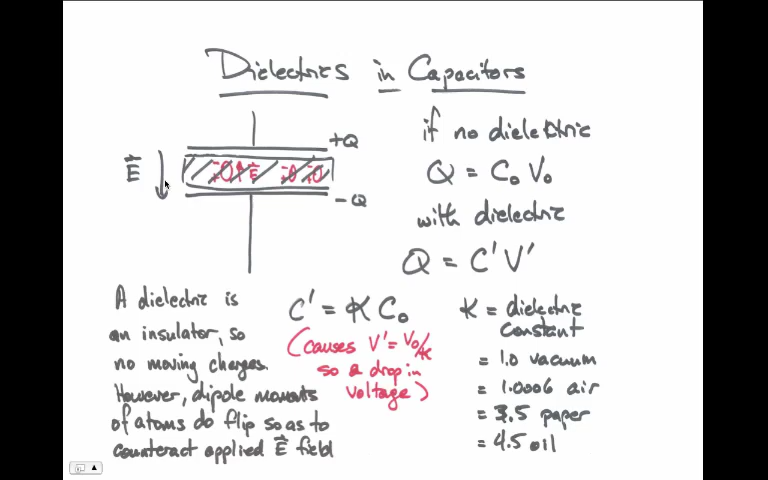 Dielectrics in Capacitors
if no dielectric
+Q
E
E
Q = C₀ V₀
-Q
with dielectric
Q = C' V'
A dielectric is
an insulator, so
no moving charges.
However, dipole moments
of atoms do flip so as to
counteract applied E field
C' = K C₀
(causes V' = V₀/K
so a drop in
voltage)
K = dielectric
constant
= 1.0 vacuum
= 1.0006 air
= 3.5 paper
= 4.5 oil